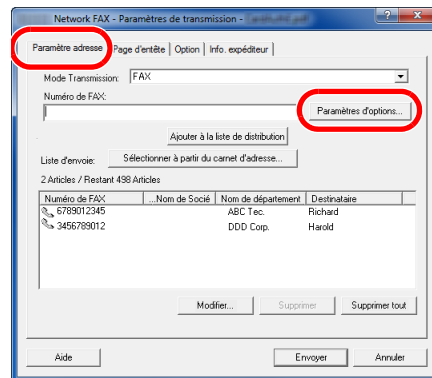 Network FAX - Paramètres de transmission -
Paramètre adresse Page d'entête Option Info. expéditeur
Mode Transmission: FAX
Numéro de FAX:
Paramètres d'options...
Ajouter à la liste de distribution
Liste d'envoie: Sélectionner à partir du carnet d'adresse...
2 Articles / Restant 498 Articles
Numéro de FAX ...Nom de Socié Nom de département Destinataire
6789012345 ABC Tec. Richard
3456789012 DDD Corp. Harold
Modifier... Supprimer Supprimer tout
Aide Envoyer Annuler